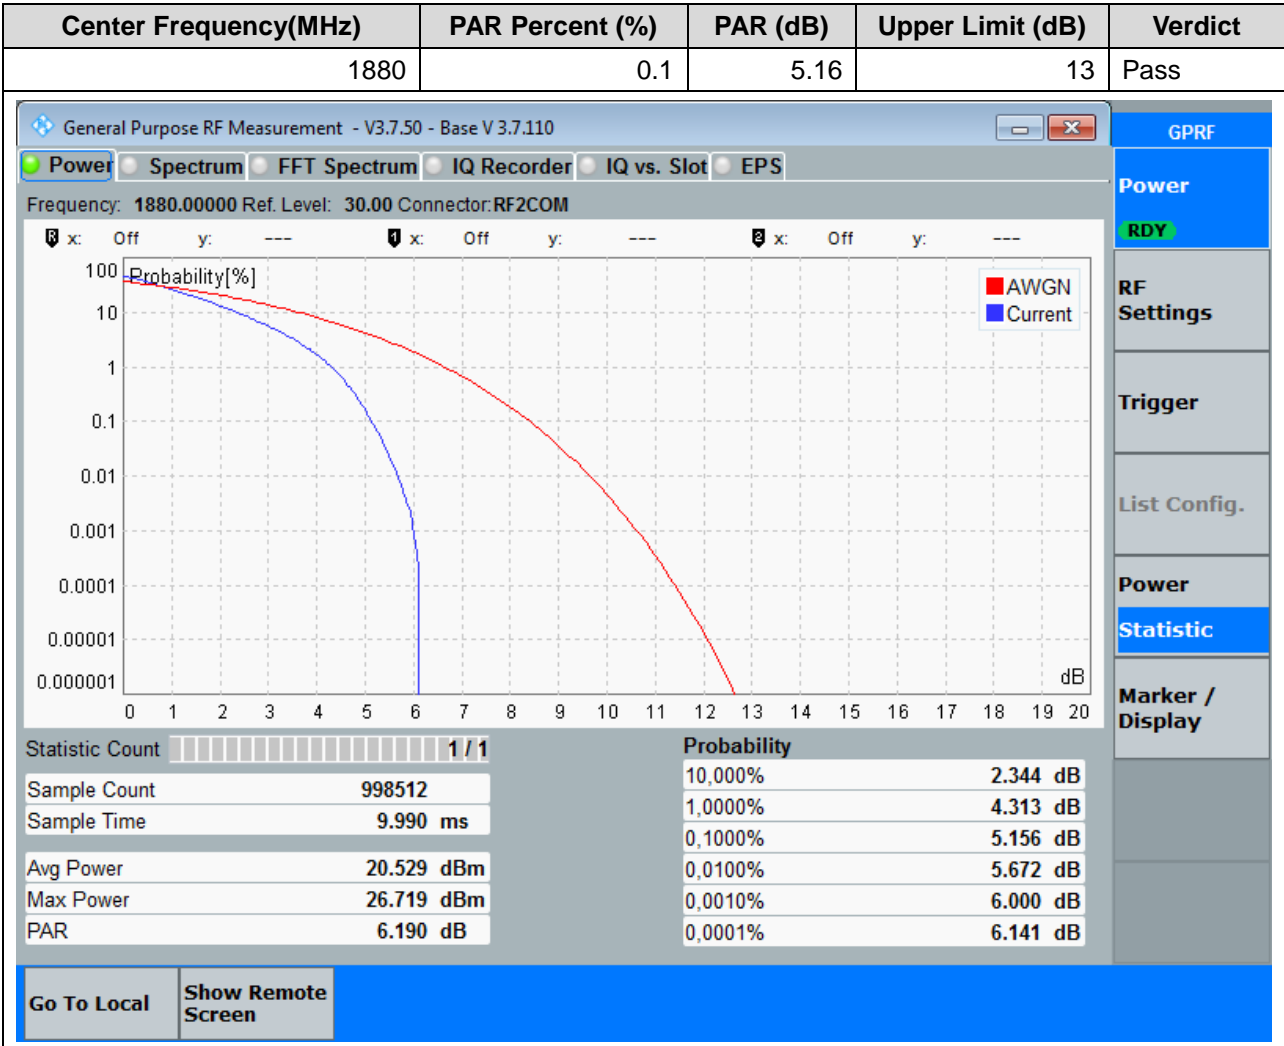 Center Frequency(MHz) PAR Percent (%) PAR (dB) Upper Limit (dB) Verdict
1880 0.1 5.16 13 Pass
General Purpose RF Measurement - V3.7.50 - Base V 3.7.110
GPRF
Power Spectrum FFT Spectrum IQ Recorder IQ vs. Slot EPS
Frequency: 1880.00000 Ref. Level: 30.00 Connector: RF2COM
R x: Off y: --- 1 x: Off y: --- 2 x: Off y: ---
Probability[%]
AWGN
Current
100
10
1
0.1
0.01
0.001
0.0001
0.00001
0.000001
dB
0 1 2 3 4 5 6 7 8 9 10 11 12 13 14 15 16 17 18 19 20
Statistic Count 1 / 1
Sample Count 998512
Sample Time 9.990 ms
Avg Power 20.529 dBm
Max Power 26.719 dBm
PAR 6.190 dB
Probability
10,000% 2.344 dB
1,0000% 4.313 dB
0,1000% 5.156 dB
0,0100% 5.672 dB
0,0010% 6.000 dB
0,0001% 6.141 dB
Power
RDY
RF
Settings
Trigger
List Config.
Power
Statistic
Marker /
Display
Go To Local
Show Remote
Screen